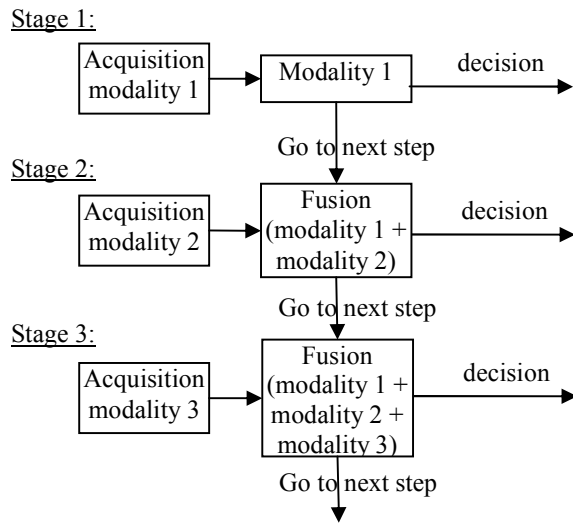 Stage 1:
Acquisition
modality 1
Modality 1
decision
Go to next step
Stage 2:
Acquisition
modality 2
Fusion
(modality 1 +
modality 2)
decision
Go to next step
Stage 3:
Acquisition
modality 3
Fusion
(modality 1 +
modality 2 +
modality 3)
decision
Go to next step